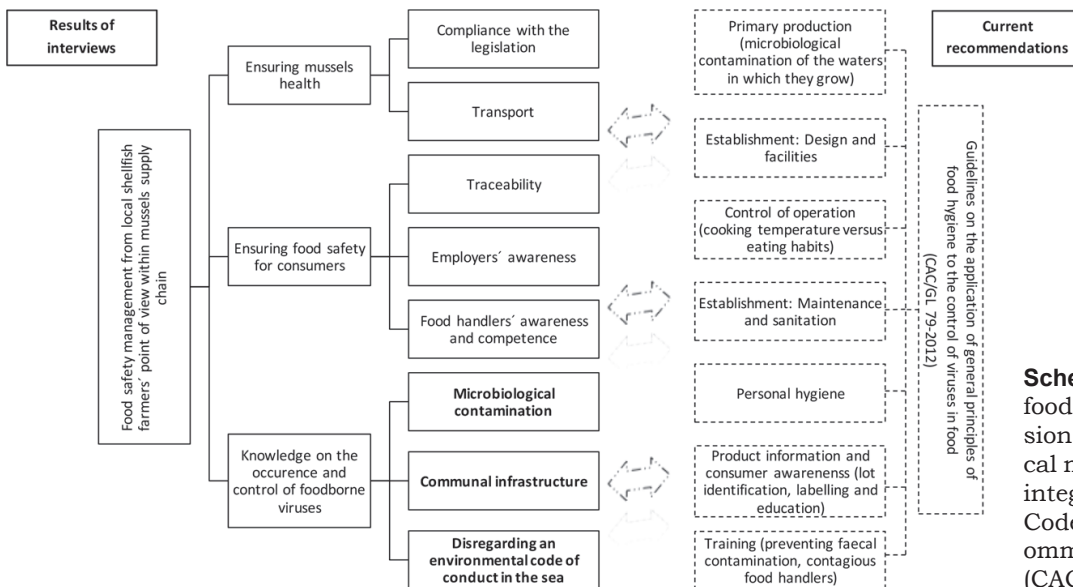 Results of
interviews
Food safety management from local shellfish
farmers´ point of view within mussels supply
chain
Ensuring mussels
health
Ensuring food safety
for consumers
Knowledge on the
occurence and
control of foodborne
viruses
Compliance with the
legislation
Transport
Traceability
Employers´ awareness
Food handlers´ awareness
and competence
Microbiological
contamination
Communal infrastructure
Disregarding an
environmental code of
conduct in the sea
Primary production
(microbiological
contamination of the waters
in which they grow)
Establishment: Design and
facilities
Control of operation
(cooking temperature versus
eating habits)
Establishment: Maintenance
and sanitation
Personal hygiene
Product information and
consumer awarenenss (lot
identification, labelling and
education)
Training (preventing faecal
contamination, contagious
food handlers)
Current
recommendations
Guidelines on the application of general principles of
food hygiene to the control of viruses in food
(CAC/GL 79-2012)
Sche
food
sion
cal n
integ
Code
omm
(CAC